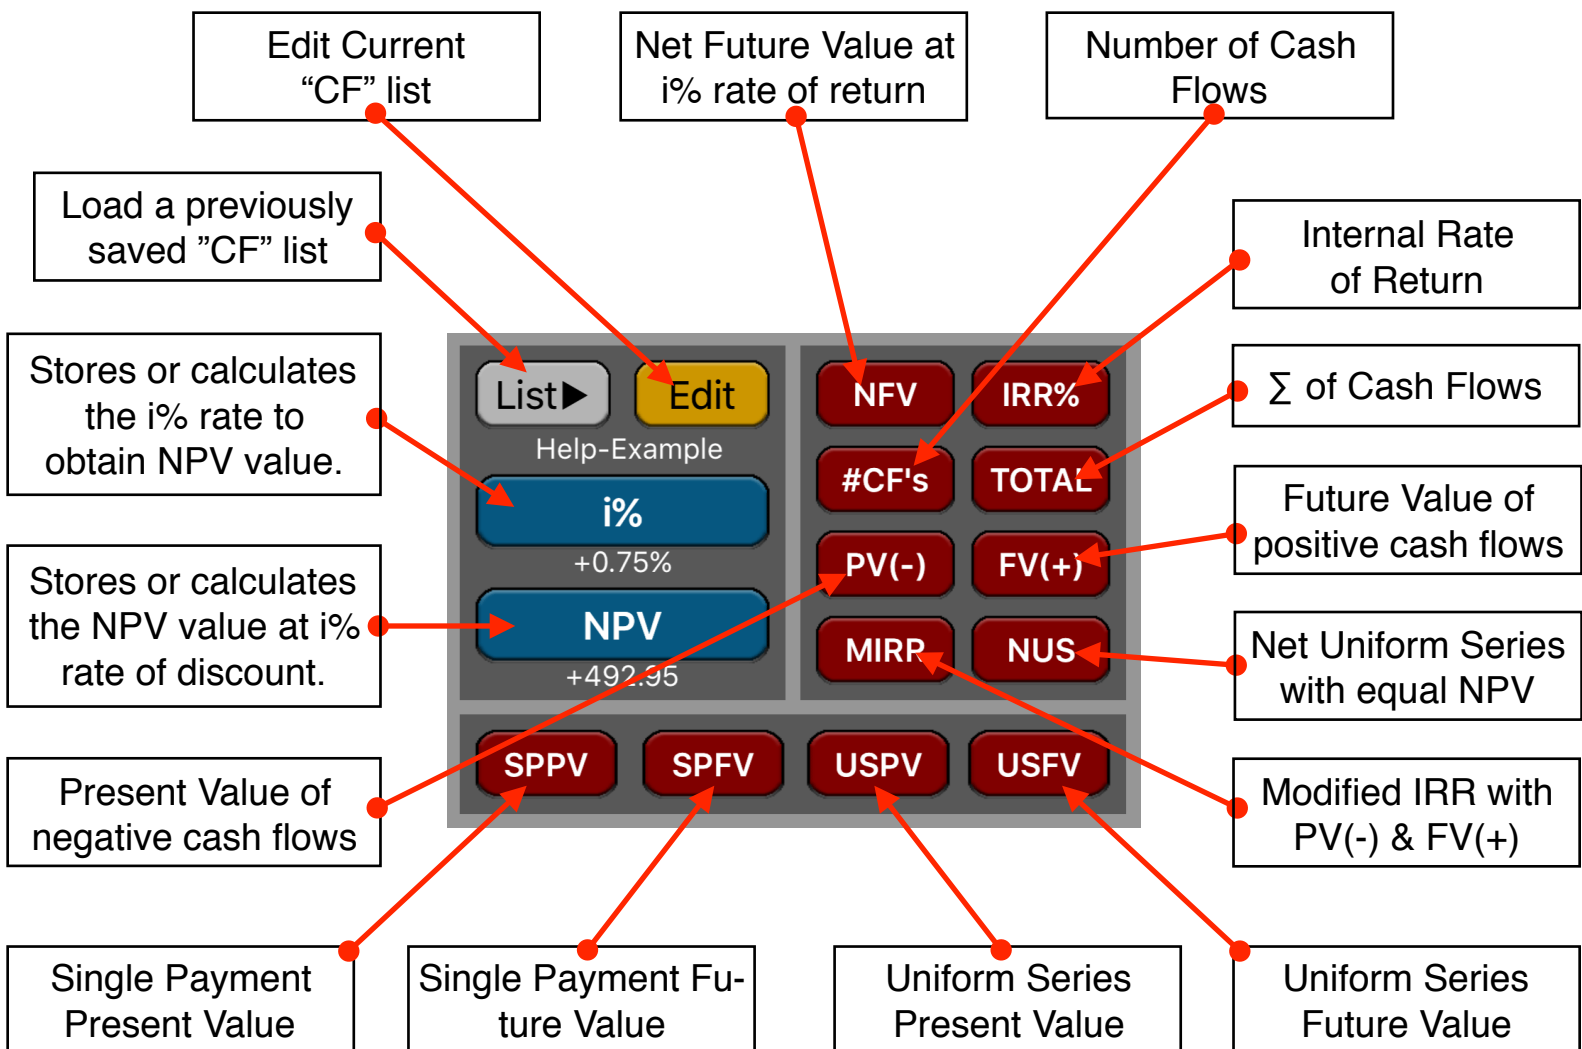 Edit Current
“CF” list
Net Future Value at
i% rate of return
Number of Cash
Flows
Load a previously
saved ”CF” list
Internal Rate
of Return
Stores or calculates
the i% rate to
obtain NPV value.
∑ of Cash Flows
Future Value of
positive cash flows
Stores or calculates
the NPV value at i%
rate of discount.
Net Uniform Series
with equal NPV
Present Value of
negative cash flows
Modified IRR with
PV(-) & FV(+)
List▶
Edit
Help-Example
i%
+0.75%
NPV
+492.95
NFV
IRR%
#CF's
TOTAL
PV(-)
FV(+)
MIRR
NUS
SPPV
SPFV
USPV
USFV
Single Payment
Present Value
Single Payment Fu-
ture Value
Uniform Series
Present Value
Uniform Series
Future Value